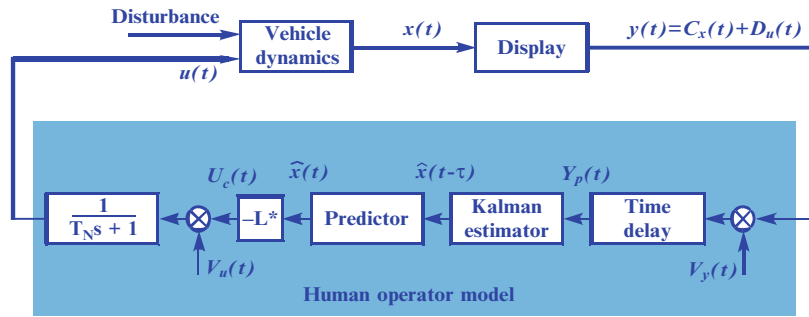 Disturbance
Vehicle
dynamics
x(t)
Display
y(t)=Cx(t)+Du(t)
u(t)
Uc(t)
x̂(t)
x̂(t-τ)
Yp(t)
1
TNs + 1
–L*
Predictor
Kalman
estimator
Time
delay
Vu(t)
Vy(t)
Human operator model